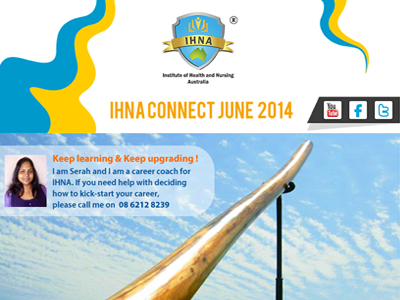 IHNA
®
Institute of Health and Nursing
Australia
IHNA CONNECT JUNE 2014
You
Tube
Keep learning & Keep upgrading !
I am Serah and I am a career coach for
IHNA. If you need help with deciding
how to kick-start your career,
please call me on 08 6212 8239